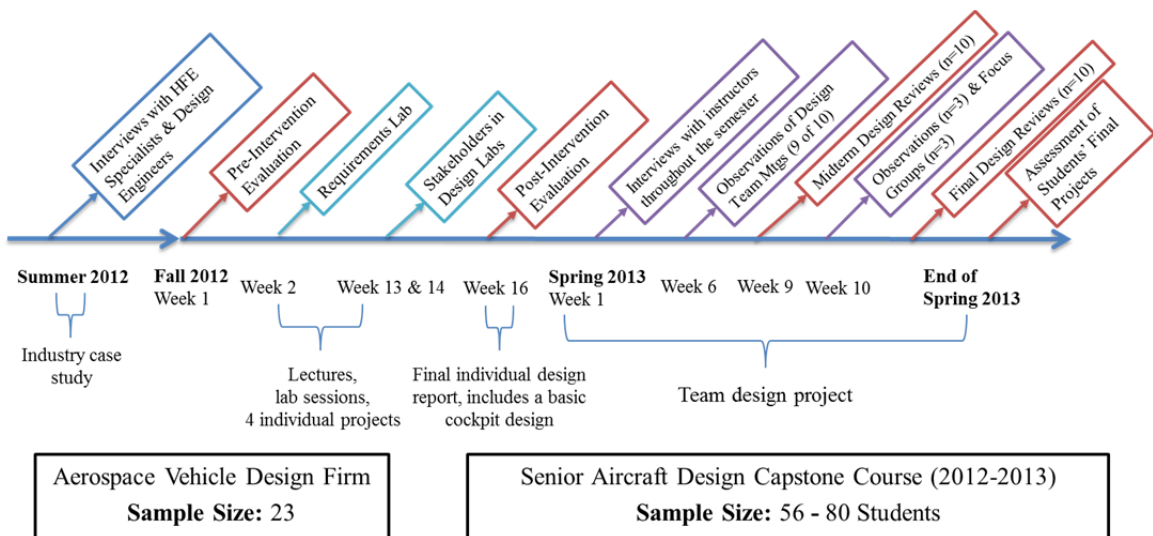 Interviews with HFE
Specialists & Design
Engineers
Pre-Intervention
Evaluation
Requirements Lab
Stakeholders in
Design Labs
Post-Intervention
Evaluation
Interviews with instructors
throughout the semester
Observations of Design
Team Mtgs (9 of 10)
Midterm Design Reviews (n=10)
Observations (n=3) & Focus
Groups (n=3)
Final Design Reviews (n=10)
Assessment of
Students' Final
Projects
Summer 2012
Fall 2012
Week 1
Week 2
Week 13 & 14
Week 16
Spring 2013
Week 1
Week 6
Week 9
Week 10
End of
Spring 2013
Industry case
study
Lectures,
lab sessions,
4 individual projects
Final individual design
report, includes a basic
cockpit design
Team design project
Aerospace Vehicle Design Firm
Sample Size: 23
Senior Aircraft Design Capstone Course (2012-2013)
Sample Size: 56 - 80 Students